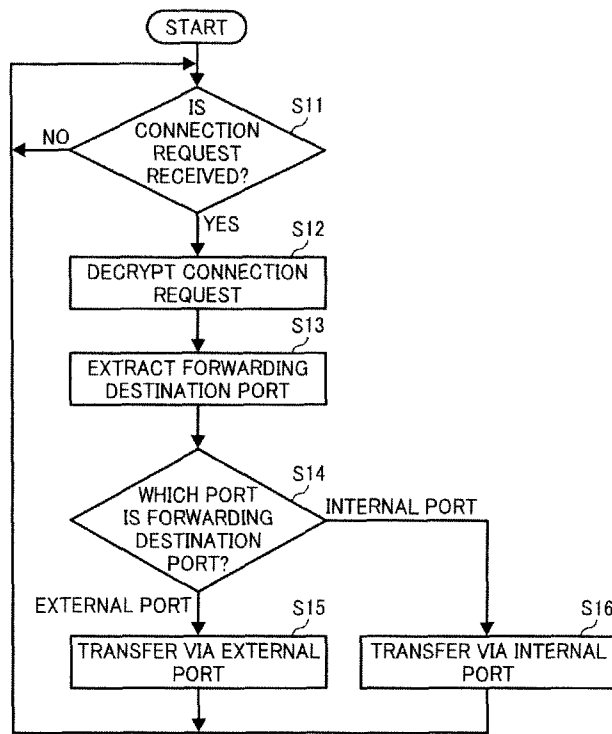 START
S11
IS
CONNECTION
REQUEST
RECEIVED?
NO
YES
S12
DECRYPT CONNECTION
REQUEST
S13
EXTRACT FORWARDING
DESTINATION PORT
S14
WHICH PORT
IS FORWARDING
DESTINATION
PORT?
INTERNAL PORT
EXTERNAL PORT
S15
TRANSFER VIA EXTERNAL
PORT
S16
TRANSFER VIA INTERNAL
PORT